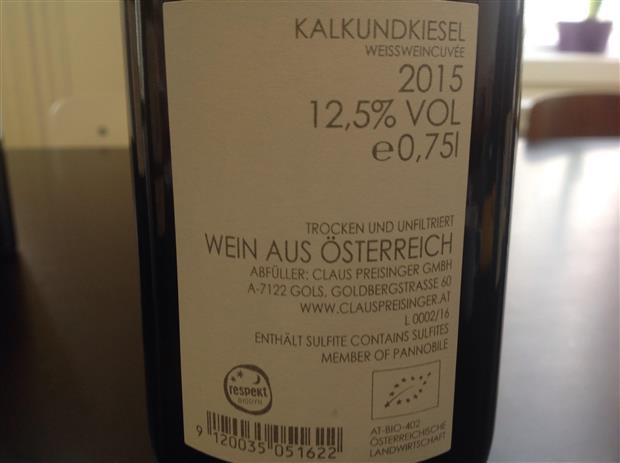 KALKUNDKIESEL
WEISSWEINCUVÉE
2015
12,5% VOL
e0,75l
TROCKEN UND UNFILTRIERT
WEIN AUS ÖSTERREICH
ABFÜLLER: CLAUS PREISINGER GMBH
A-7122 GOLS, GOLDBERGSTRASSE 60
WWW.CLAUSPREISINGER.AT
L 0002/16
ENTHÄLT SULFITE CONTAINS SULFITES
MEMBER OF PANNOBILE
respekt
BIODYN
AT-BIO-402
ÖSTERREICHISCHE
LANDWIRTSCHAFT
9 120035 051622